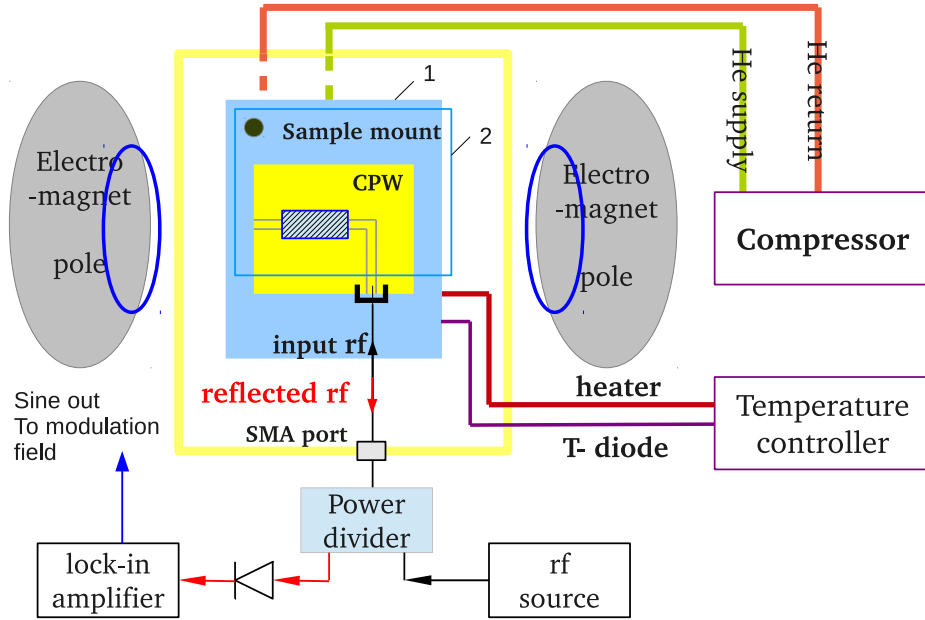 He supply
He return
1
Sample mount
2
CPW
Electro
-magnet
pole
Electro
-magnet
pole
Compressor
input rf
reflected rf
heater
Sine out
To modulation
field
SMA port
T- diode
Temperature
controller
Power
divider
lock-in
amplifier
rf
source